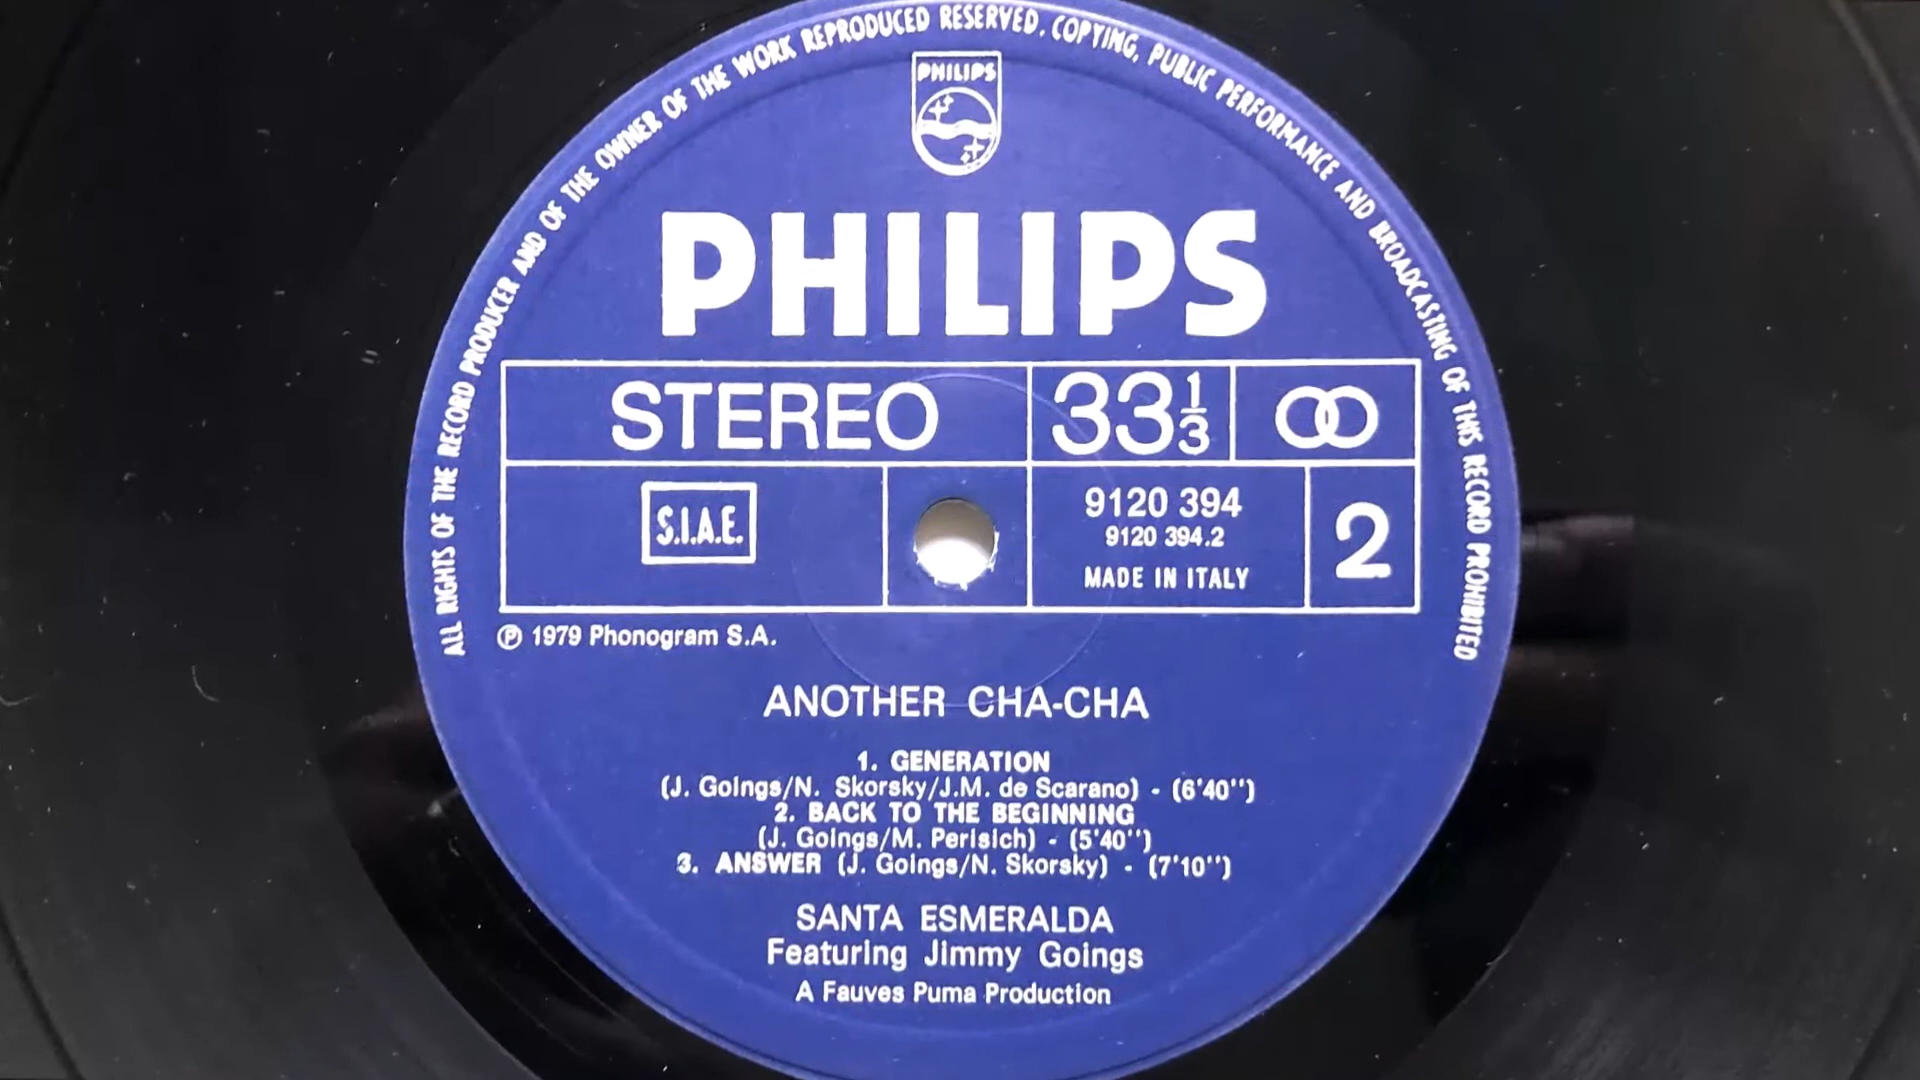 ALL RIGHTS OF THE RECORD PRODUCER AND OF THE OWNER OF THE WORK REPRODUCED RESERVED. COPYING, PUBLIC PERFORMANCE AND BROADCASTING OF THIS RECORD PROHIBITED
PHILIPS
PHILIPS
STEREO 33 1/3
S.I.A.E. 9120 394 2
9120 394.2
MADE IN ITALY
Ⓟ 1979 Phonogram S.A.
ANOTHER CHA-CHA
1. GENERATION
(J. Goings/N. Skorsky/J.M. de Scarano) - (6'40'')
2. BACK TO THE BEGINNING
(J. Goings/M. Perisich) - (5'40'')
3. ANSWER (J. Goings/N. Skorsky) - (7'10'')
SANTA ESMERALDA
Featuring Jimmy Goings
A Fauves Puma Production